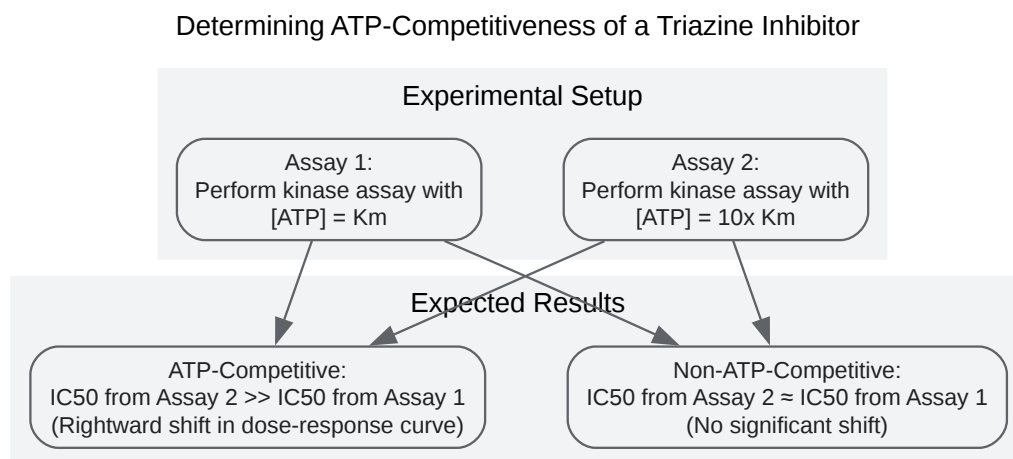 Determining ATP-Competitiveness of a Triazine Inhibitor
Experimental Setup
Assay 1:
Perform kinase assay with
[ATP] = Km
Assay 2:
Perform kinase assay with
[ATP] = 10x Km
Expected Results
ATP-Competitive:
IC50 from Assay 2 >> IC50 from Assay 1
(Rightward shift in dose-response curve)
Non-ATP-Competitive:
IC50 from Assay 2 ≈ IC50 from Assay 1
(No significant shift)